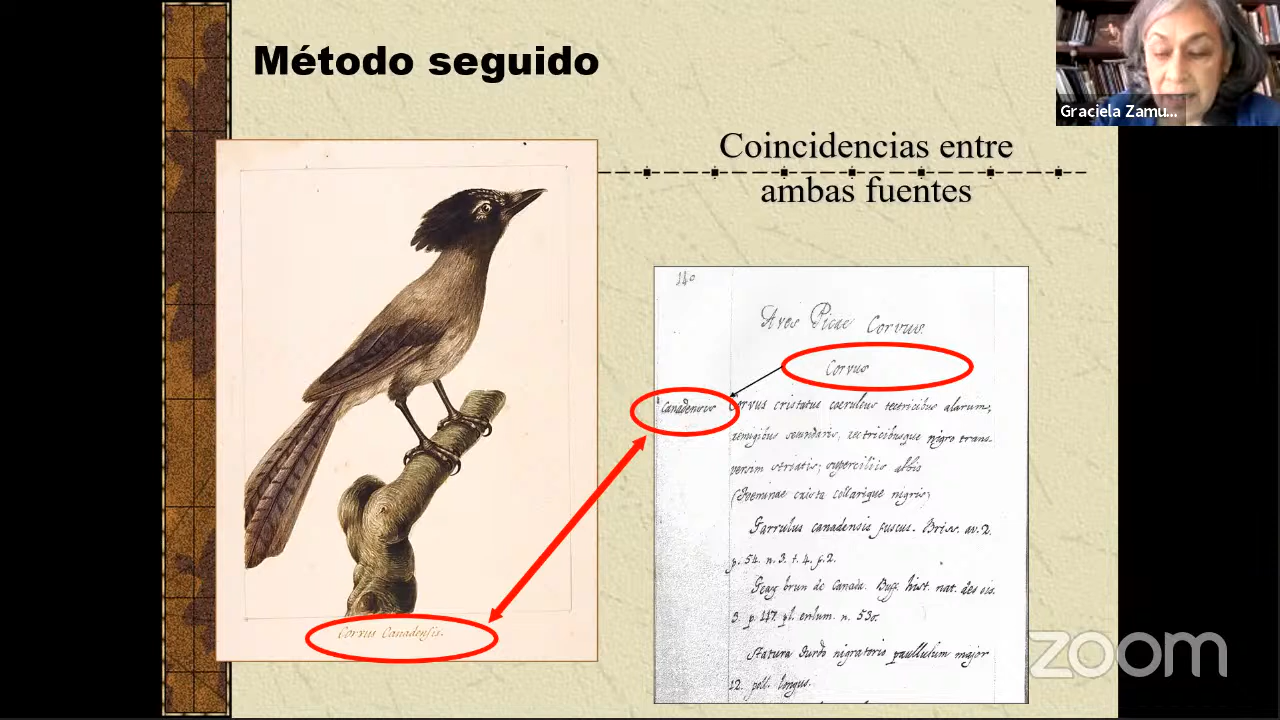 Método seguido
Graciela Zamu...
Coincidencias entre
ambas fuentes
Corvus Canadensis.
140
Aves Picae Corvus
Corvus
Canadensis Corvus cristatus coeruleus tectricibus alarum,
remigibus secundariis, rectricibusque nigro trans-
versim striatis; superciliis albis
(Foeminae crista collarique nigris;
Garrulus canadensis fuscus. Briss. av. 2.
p. 54. n. 3. t. 4. f. 2.
Geay brun de Canada. Buff. hist. nat. des ois.
3. p. 117. pl. enlum. n. 530.
Statura Turdo migratorio paullulum major
12. poll. longus.
zoom